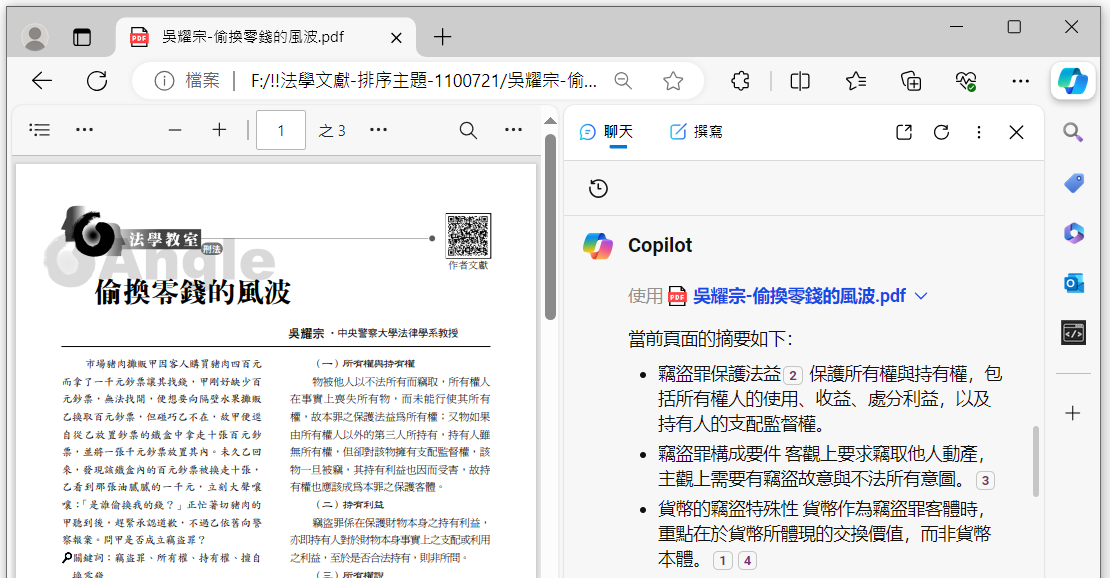 吳耀宗-偷換零錢的風波.pdf
檔案
F:/!!法學文獻-排序主題-1100721/吳耀宗-偷...
1
之 3
聊天
撰寫
Angle
法學教室
刑法
作者文獻
偷換零錢的風波
吳耀宗・中央警察大學法律學系教授
市場豬肉攤販甲因客人購買豬肉四百元
而拿了一千元鈔票讓其找錢，甲剛好缺少百
元鈔票，無法找開，便想要向隔壁水果攤販
乙換取百元鈔票，但碰巧乙不在，故甲便逕
自從乙放置鈔票的鐵盒中拿走十張百元鈔
票，並將一張千元鈔票放置其內。未久乙回
來，發現該鐵盒內的百元鈔票被換走十張，
乙看到那張油膩膩的一千元，立刻大聲嚷
嚷：「是誰偷換我的錢？」正忙著切豬肉的
甲聽到後，趕緊承認道歉，不過乙依舊向警
察報案。問甲是否成立竊盜罪？
關鍵詞：竊盜罪、所有權、持有權、擅自
換零錢
（一）所有權與持有權
物被他人以不法所有而竊取，所有權人
在事實上喪失所有物，而未能行使其所有
權，故本罪之保護法益為所有權；又物如果
由所有權人以外的第三人所持有，持有人雖
無所有權，但卻對該物擁有支配監督權，該
物一旦被竊，其持有利益也因而受害，故持
有權也應該成為本罪之保護客體。
（二）持有利益
竊盜罪係在保護財物本身之持有利益，
亦即持有人對於財物本身事實上之支配或利用
之利益，至於是否合法持有，則非所問。
（三）所有權說
Copilot
使用 PDF 吳耀宗-偷換零錢的風波.pdf
當前頁面的摘要如下：
• 竊盜罪保護法益 2 保護所有權與持有權，包
括所有權人的使用、收益、處分利益，以及
持有人的支配監督權。
• 竊盜罪構成要件 客觀上要求竊取他人動產，
主觀上需要有竊盜故意與不法所有意圖。 3
• 貨幣的竊盜特殊性 貨幣作為竊盜罪客體時，
重點在於貨幣所體現的交換價值，而非貨幣
本體。 1 4